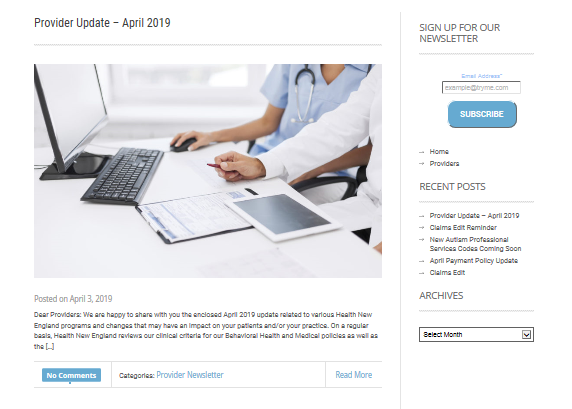 Provider Update – April 2019
Posted on April 3, 2019
Dear Providers: We are happy to share with you the enclosed April 2019 update related to various Health New
England programs and changes that may have an impact on your patients and/or your practice. On a regular
basis, Health New England reviews our clinical criteria for our Behavioral Health and Medical policies as well as
the [...]
No Comments
Categories: Provider Newsletter
Read More
SIGN UP FOR OUR
NEWSLETTER
Email Address*
example@tryme.com
SUBSCRIBE
→ Home
→ Providers
RECENT POSTS
→ Provider Update – April 2019
→ Claims Edit Reminder
→ New Autism Professional
Services Codes Coming Soon
→ April Payment Policy Update
→ Claims Edit
ARCHIVES
Select Month